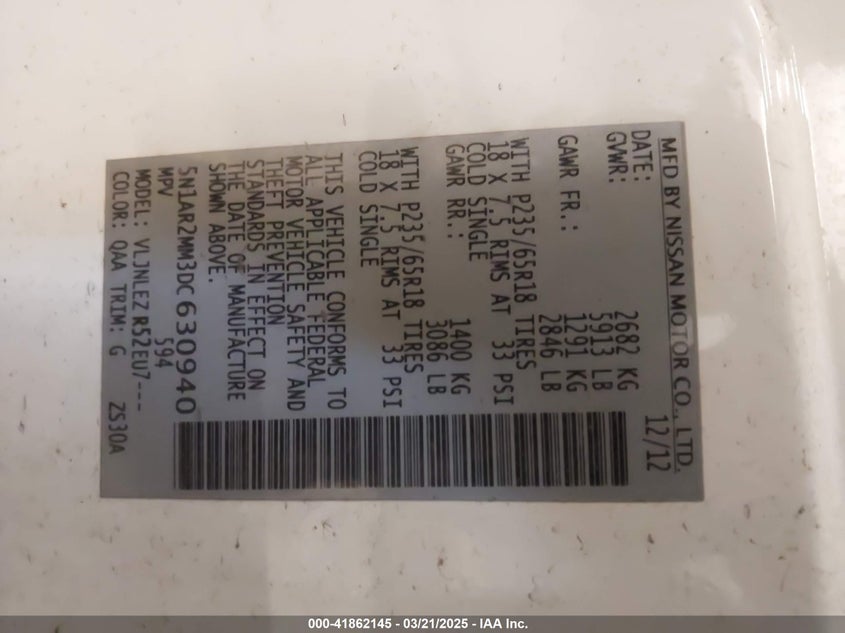 MFD BY NISSAN MOTOR CO., LTD.
DATE: 12/12
GVWR: 2682 KG
5913 LB
GAWR FR.: 1291 KG
2846 LB
WITH P235/65R18 TIRES
18 X 7.5 RIMS AT 33 PSI
COLD SINGLE
GAWR RR.: 1400 KG
3086 LB
WITH P235/65R18 TIRES
18 X 7.5 RIMS AT 33 PSI
COLD SINGLE
THIS VEHICLE CONFORMS TO
ALL APPLICABLE FEDERAL
MOTOR VEHICLE SAFETY AND
THEFT PREVENTION
STANDARDS IN EFFECT ON
THE DATE OF MANUFACTURE
SHOWN ABOVE.
5N1AR2MM3DC630940
MPV 594
MODEL: VLJNLEZ R52EU7---
COLOR: QAA TRIM: G ZS30A
000-41862145 - 03/21/2025 - IAA Inc.